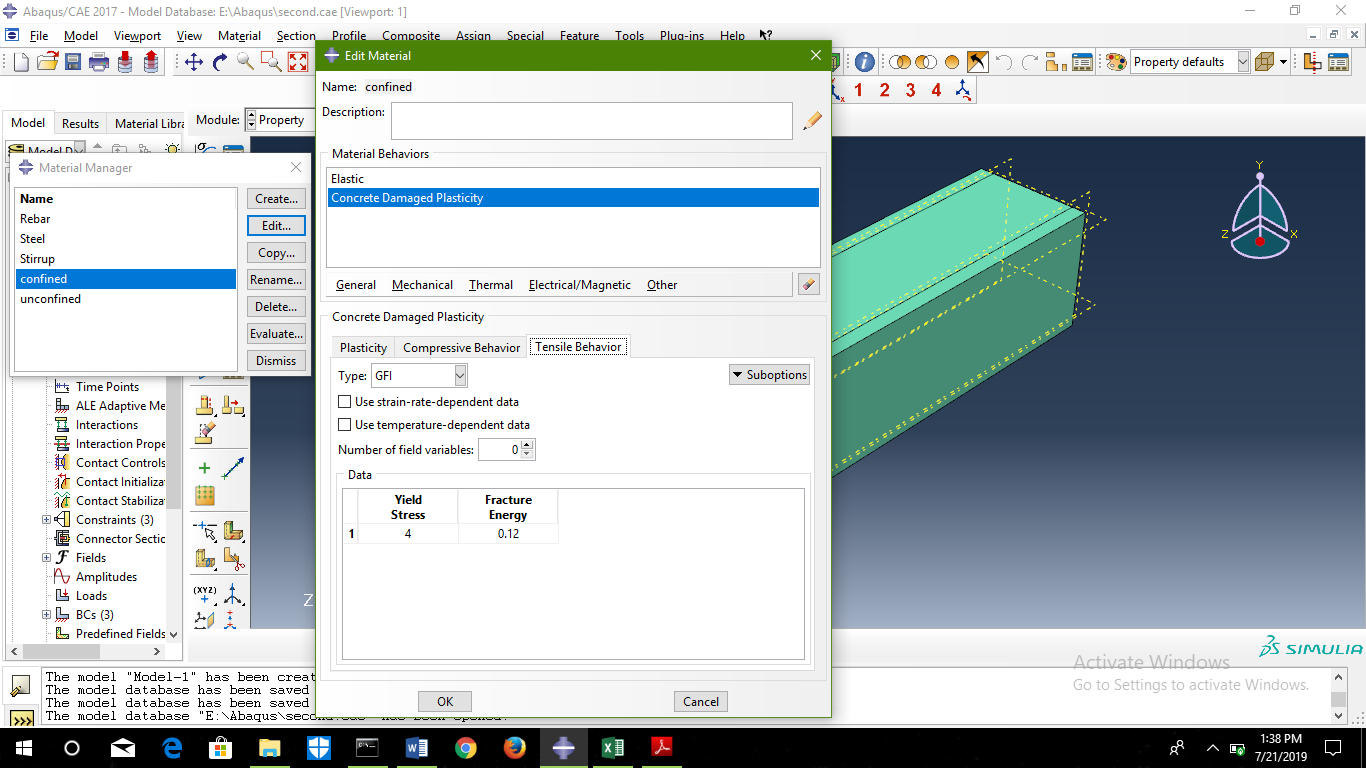 Abaqus/CAE 2017 - Model Database: E:\Abaqus\second.cae [Viewport: 1]
File Model Viewport View Material Section Profile Composite Assign Special Feature Tools Plug-ins Help
Edit Material
Property defaults
Name: confined
1 2 3 4
Description:
Model Results Material Libra Module: Property
Model D
Material Behaviors
Material Manager
Elastic
Concrete Damaged Plasticity
Name
Create...
Rebar
Edit...
Steel
Copy...
Stirrup
confined
Rename...
unconfined
Delete...
Evaluate...
Dismiss
General Mechanical Thermal Electrical/Magnetic Other
Concrete Damaged Plasticity
Plasticity Compressive Behavior Tensile Behavior
Type: GFI Suboptions
Use strain-rate-dependent data
Use temperature-dependent data
Number of field variables: 0
Data
Yield Stress Fracture Energy
1 4 0.12
Time Points
ALE Adaptive Me
Interactions
Interaction Prope
Contact Controls
Contact Initializa
Contact Stabiliza
Constraints (3)
Connector Sectio
Fields
Amplitudes
Loads
BCs (3)
Predefined Fields
(XYZ)
Y
Z X
Z
OK Cancel
SIMULIA
Activate Windows
Go to Settings to activate Windows.
The model "Model-1" has been creat
The model database has been saved
The model database has been saved
The model database "E:\Abaqus\second.cae" has been opened.
1:38 PM
7/21/2019